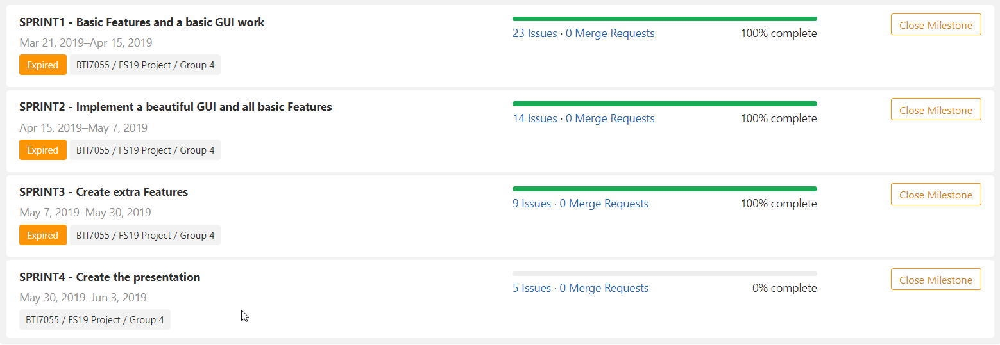 SPRINT1 - Basic Features and a basic GUI work
23 Issues · 0 Merge Requests 100% complete
Close Milestone
Mar 21, 2019–Apr 15, 2019
Expired BTI7055 / FS19 Project / Group 4
SPRINT2 - Implement a beautiful GUI and all basic Features
14 Issues · 0 Merge Requests 100% complete
Close Milestone
Apr 15, 2019–May 7, 2019
Expired BTI7055 / FS19 Project / Group 4
SPRINT3 - Create extra Features
9 Issues · 0 Merge Requests 100% complete
Close Milestone
May 7, 2019–May 30, 2019
Expired BTI7055 / FS19 Project / Group 4
SPRINT4 - Create the presentation
5 Issues · 0 Merge Requests 0% complete
Close Milestone
May 30, 2019–Jun 3, 2019
BTI7055 / FS19 Project / Group 4